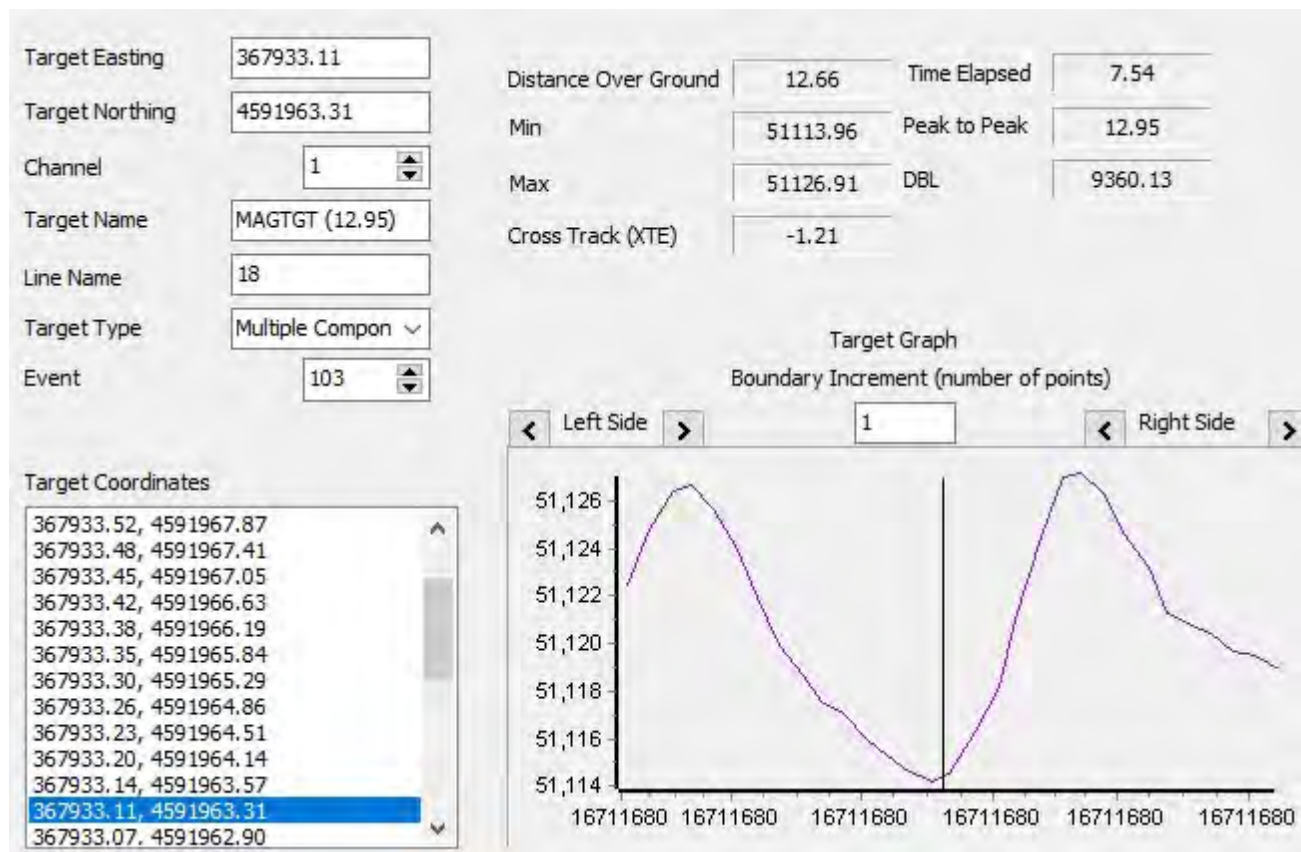 Target Easting 367933.11
Target Northing 4591963.31
Channel 1
Target Name MAGTGT (12.95)
Line Name 18
Target Type Multiple Compon
Event 103
Distance Over Ground 12.66 Time Elapsed 7.54
Min 51113.96 Peak to Peak 12.95
Max 51126.91 DBL 9360.13
Cross Track (XTE) -1.21
Target Graph
Boundary Increment (number of points)
< Left Side > 1 < Right Side >
Target Coordinates
367933.52, 4591967.87
367933.48, 4591967.41
367933.45, 4591967.05
367933.42, 4591966.63
367933.38, 4591966.19
367933.35, 4591965.84
367933.30, 4591965.29
367933.26, 4591964.86
367933.23, 4591964.51
367933.20, 4591964.14
367933.14, 4591963.57
367933.11, 4591963.31
367933.07, 4591962.90
51,126
51,124
51,122
51,120
51,118
51,116
51,114
16711680 16711680 16711680 16711680 16711680 16711680